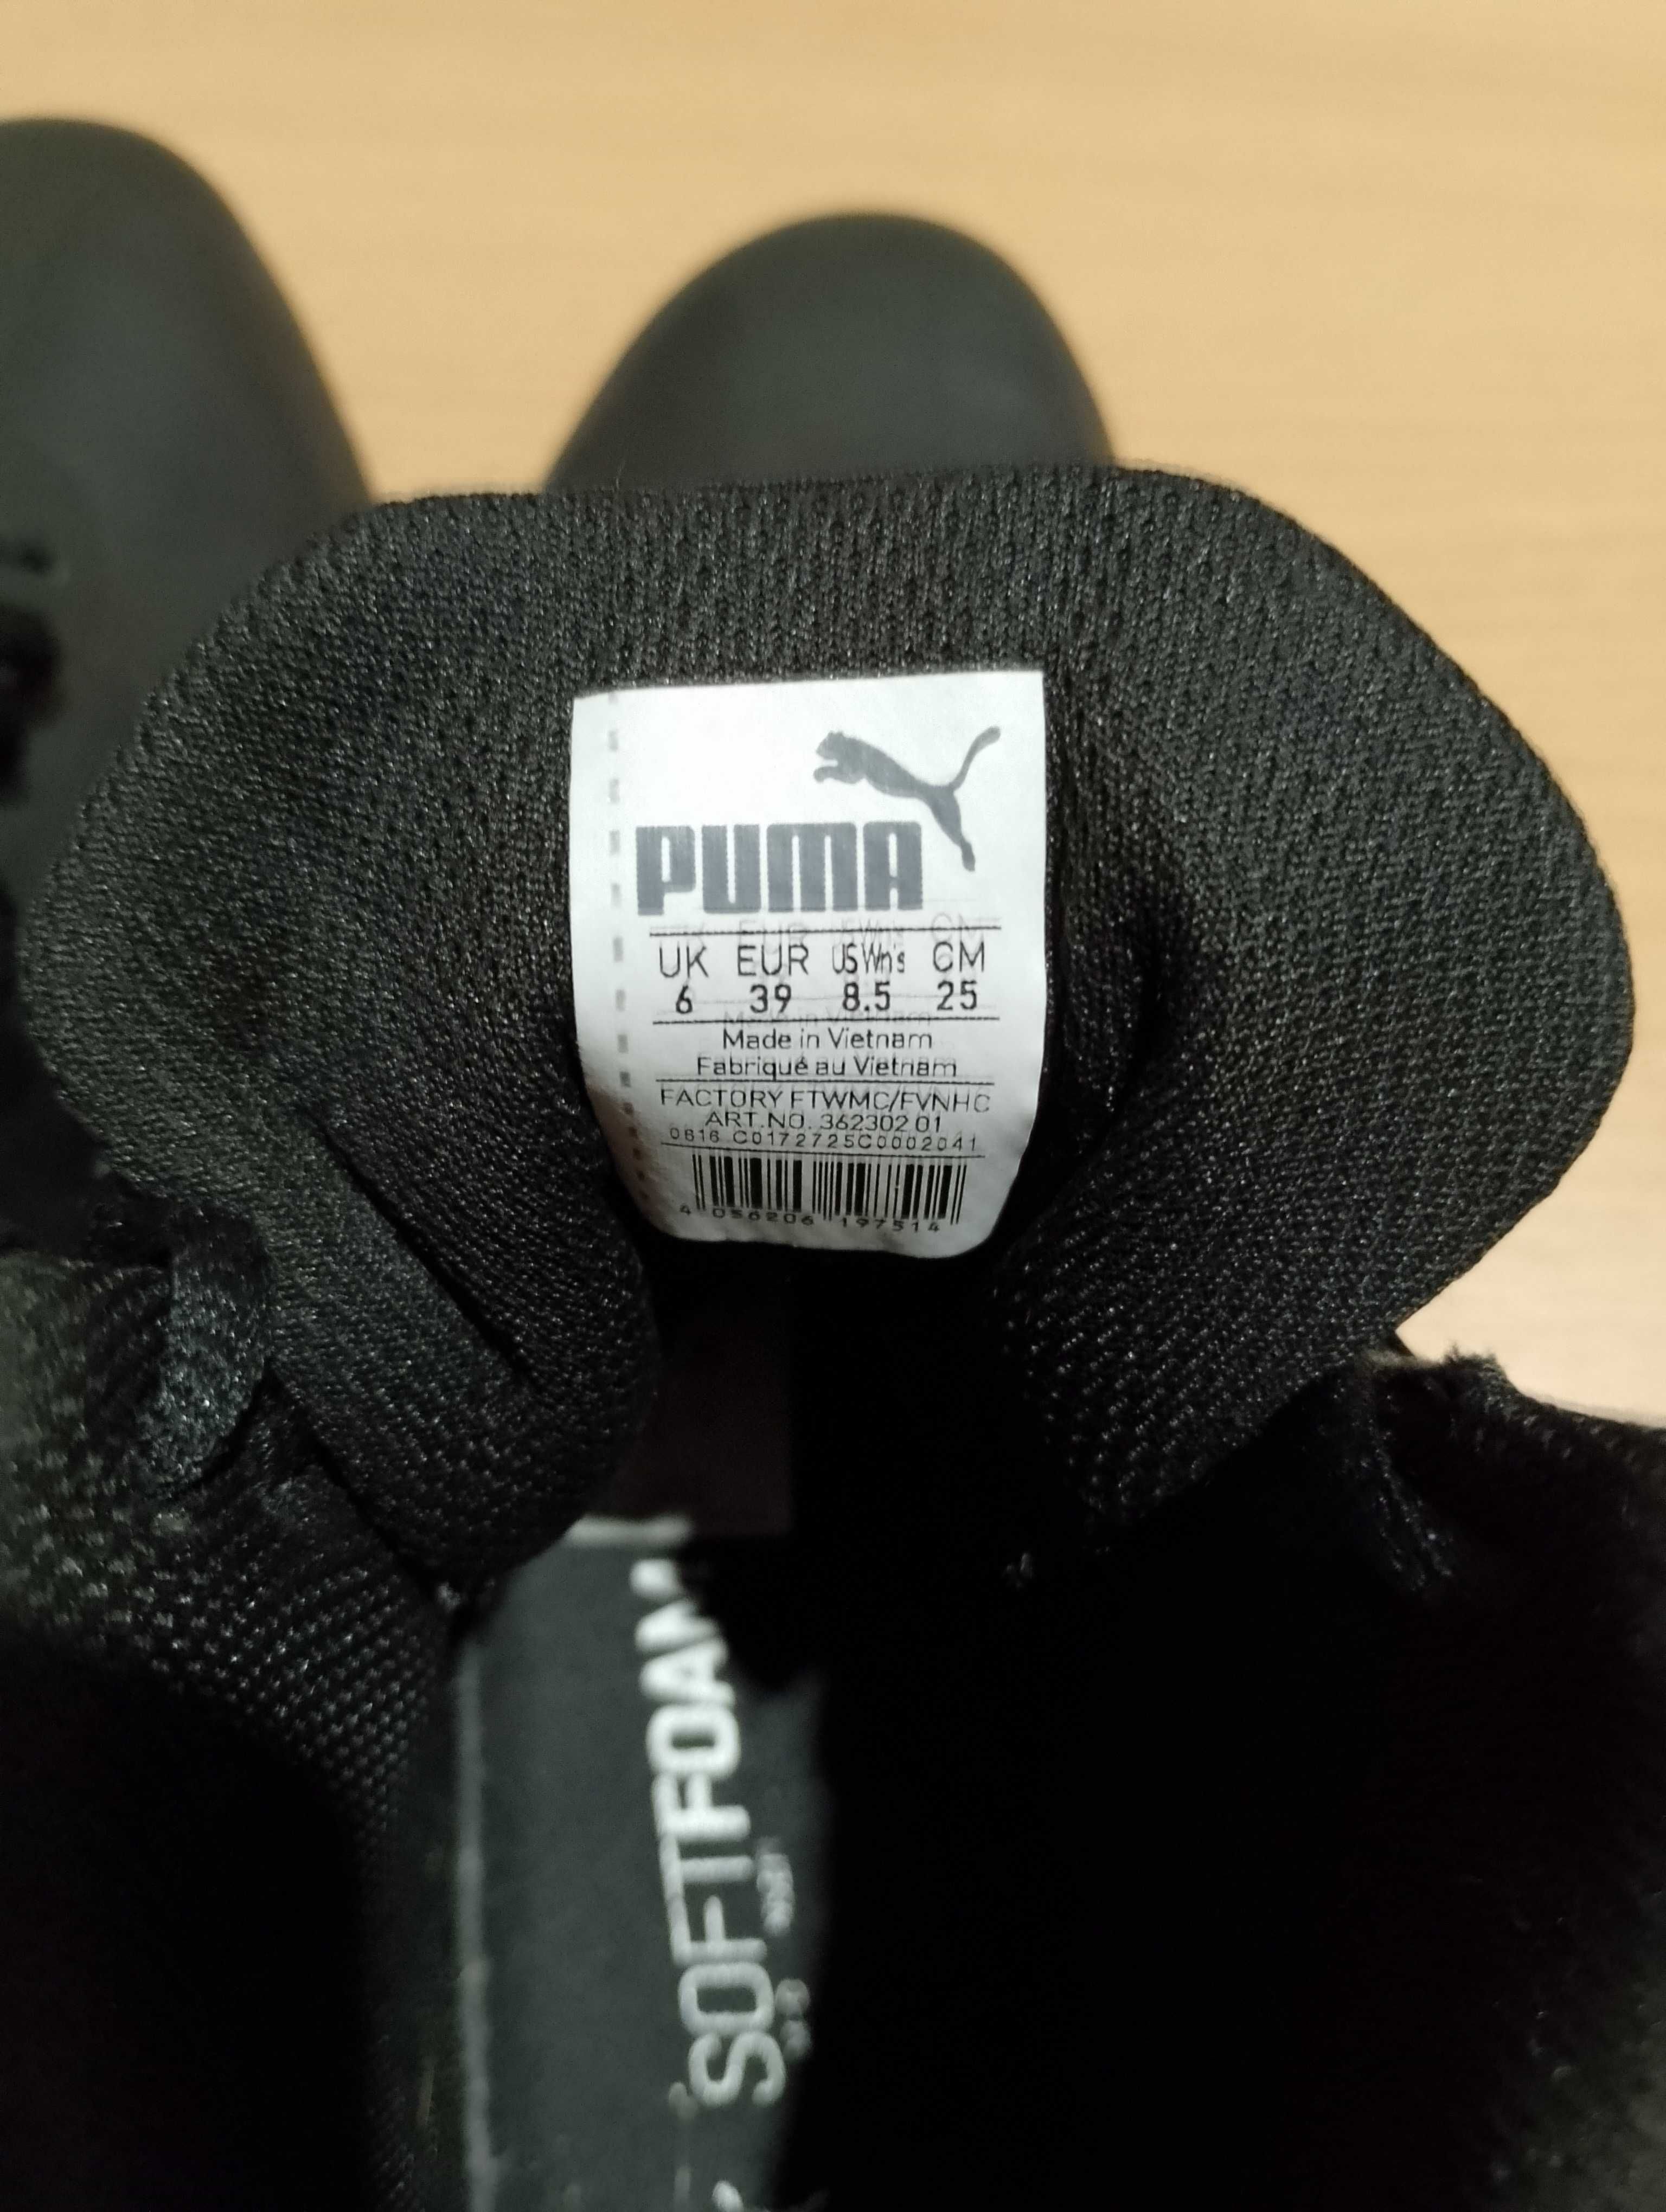 PUMA
UK EUR US Wn's CM
6 39 8.5 25
Made in Vietnam
Fabriqué au Vietnam
FACTORY FTWMC/FVNHC
ART.NO. 362302 01
0616 C0172725C0002041
4 056206 197514
SOFTFOAM